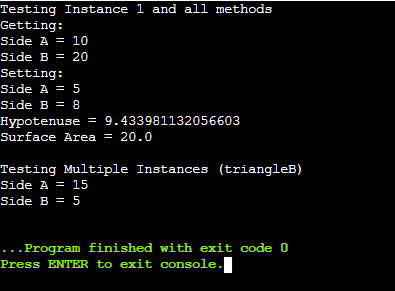 Testing Instance 1 and all methods
Getting:
Side A = 10
Side B = 20
Setting:
Side A = 5
Side B = 8
Hypotenuse = 9.433981132056603
Surface Area = 20.0
Testing Multiple Instances (triangleB)
Side A = 15
Side B = 5
...Program finished with exit code 0
Press ENTER to exit console.